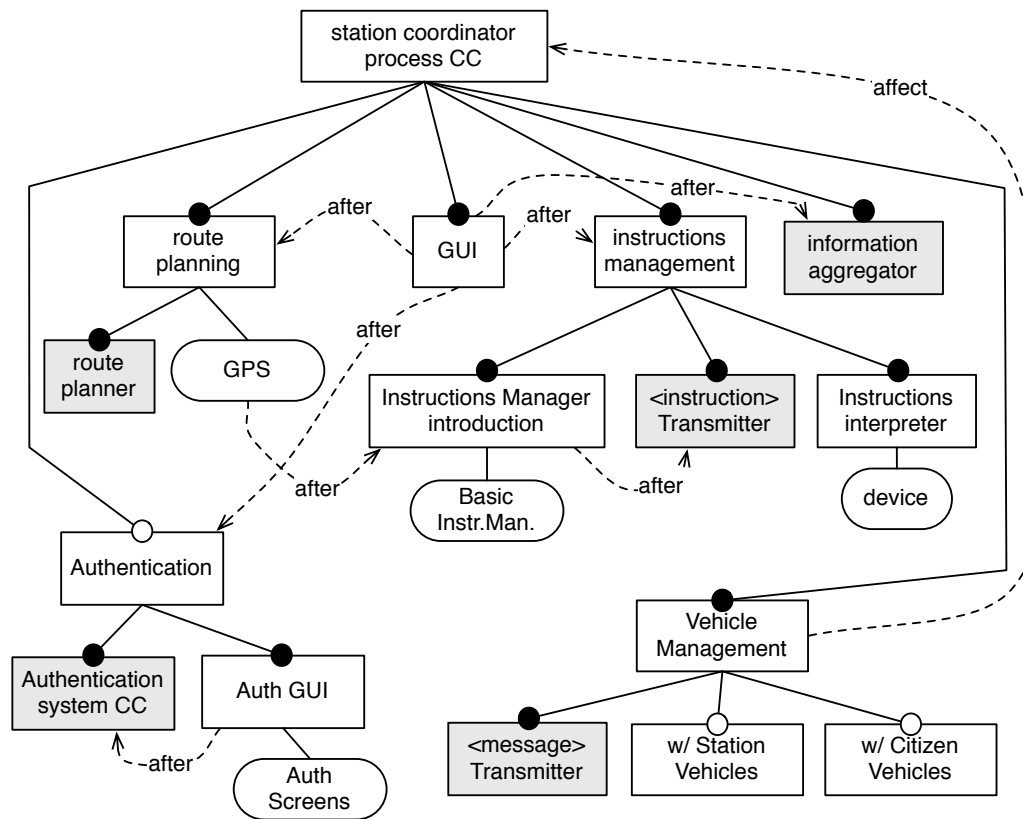 station coordinator
process CC
affect
after
after
after
route
planning
GUI
instructions
management
information
aggregator
after
route
planner
GPS
Instructions Manager
introduction
<instruction>
Transmitter
Instructions
interpreter
after
after
Basic
Instr.Man.
device
Authentication
Vehicle
Management
Authentication
system CC
Auth GUI
after
<message>
Transmitter
w/ Station
Vehicles
w/ Citizen
Vehicles
Auth
Screens